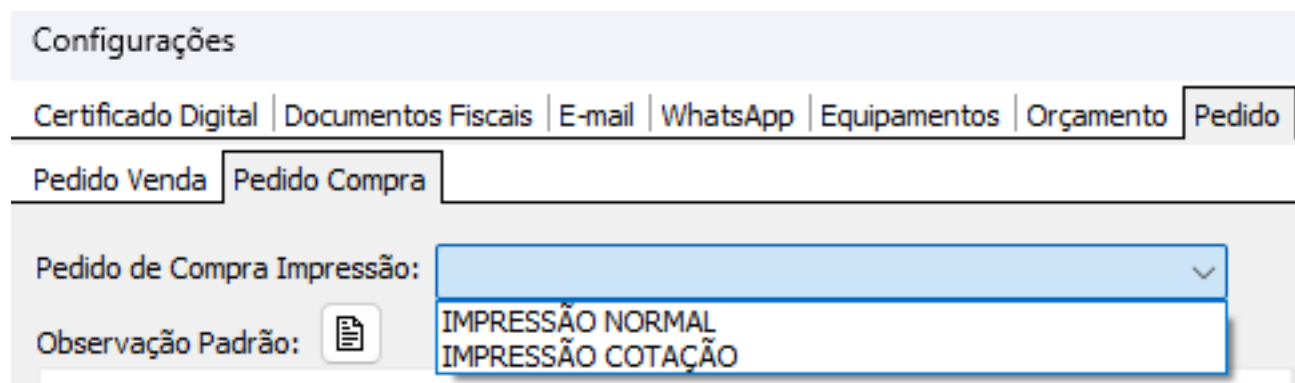 Configurações
Certificado Digital Documentos Fiscais E-mail WhatsApp Equipamentos Orçamento Pedido
Pedido Venda Pedido Compra
Pedido de Compra Impressão:
IMPRESSÃO NORMAL
Observação Padrão:
IMPRESSÃO COTAÇÃO